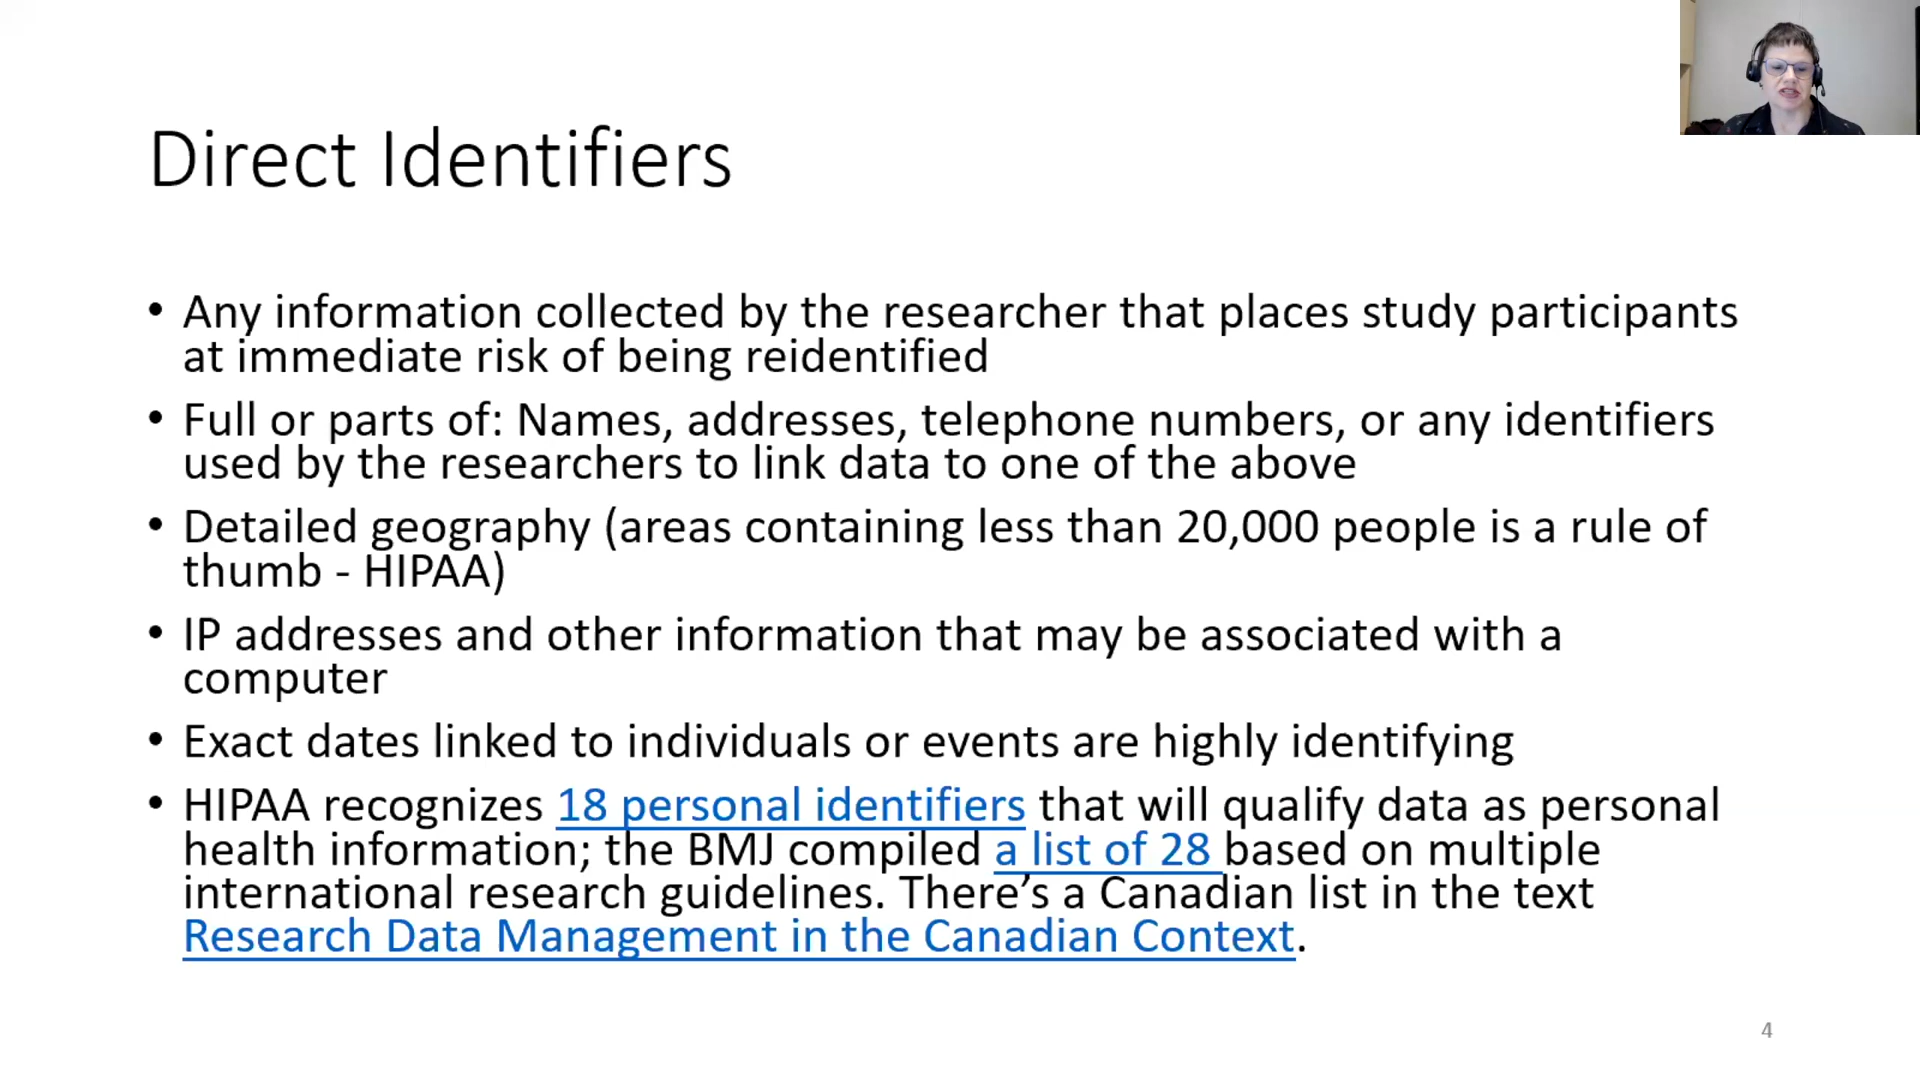 Direct Identifiers
• Any information collected by the researcher that places study participants
at immediate risk of being reidentified
• Full or parts of: Names, addresses, telephone numbers, or any identifiers
used by the researchers to link data to one of the above
• Detailed geography (areas containing less than 20,000 people is a rule of
thumb - HIPAA)
• IP addresses and other information that may be associated with a
computer
• Exact dates linked to individuals or events are highly identifying
• HIPAA recognizes 18 personal identifiers that will qualify data as personal
health information; the BMJ compiled a list of 28 based on multiple
international research guidelines. There’s a Canadian list in the text
Research Data Management in the Canadian Context.
4